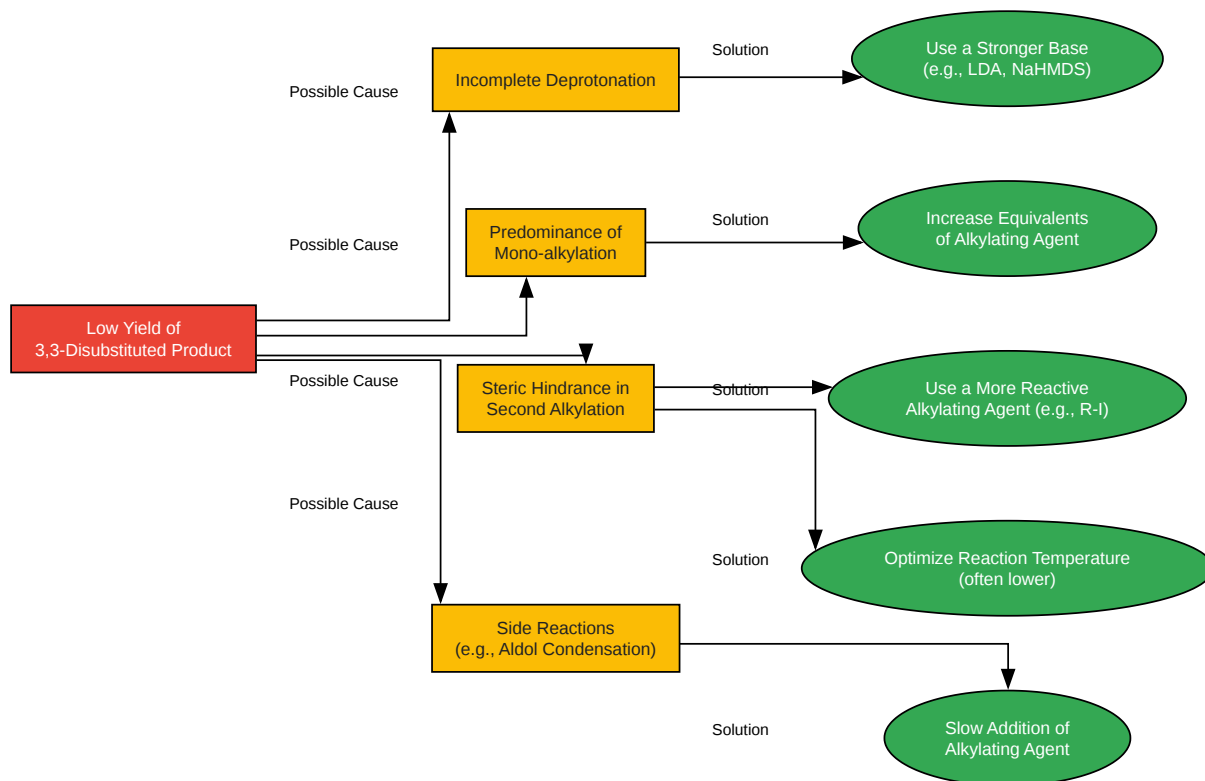 Solution
Use a Stronger Base
(e.g., LDA, NaHMDS)
Incomplete Deprotonation
Possible Cause
Solution
Increase Equivalents
of Alkylating Agent
Predominance of
Mono-alkylation
Possible Cause
Low Yield of
3,3-Disubstituted Product
Possible Cause
Steric Hindrance in
Second Alkylation
Solution
Use a More Reactive
Alkylating Agent (e.g., R-I)
Possible Cause
Solution
Optimize Reaction Temperature
(often lower)
Side Reactions
(e.g., Aldol Condensation)
Solution
Slow Addition of
Alkylating Agent